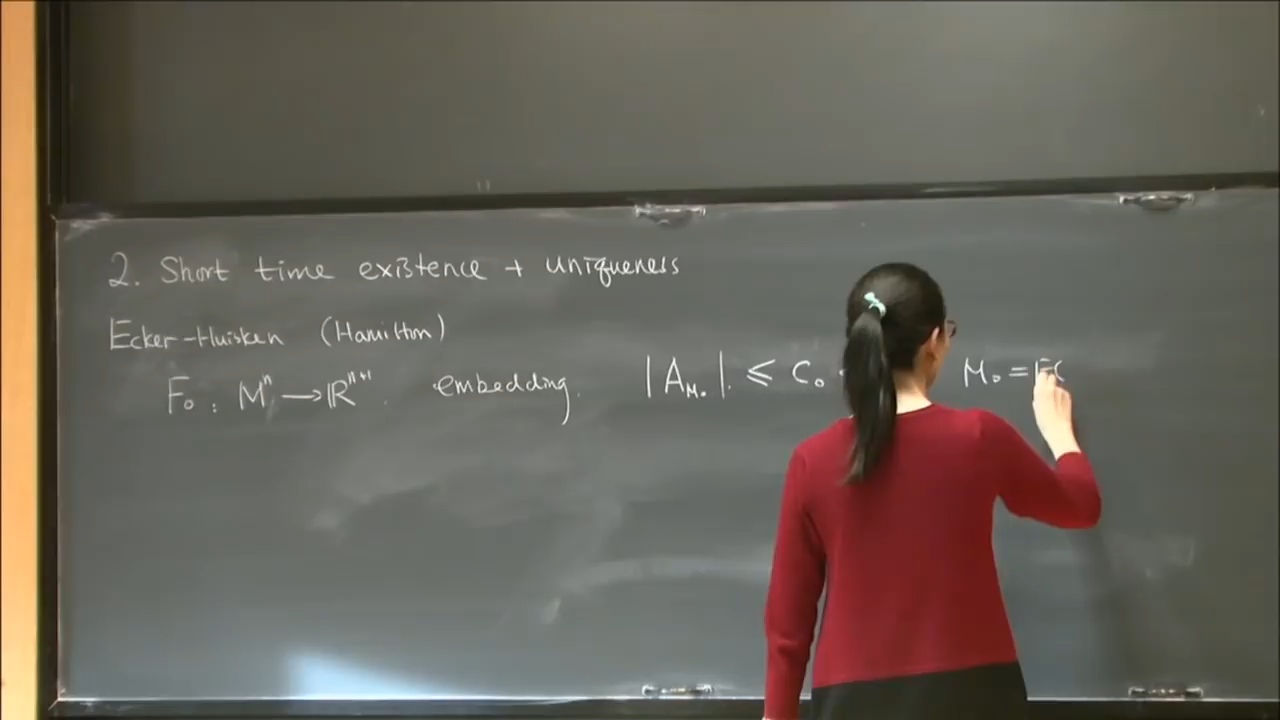 2. Short time existence + uniqueness
Ecker-Huisken (Hamilton)
F₀ : Mⁿ → ℝⁿ⁺¹. embedding. |A_{M₀}| ≤ C₀ M₀ =